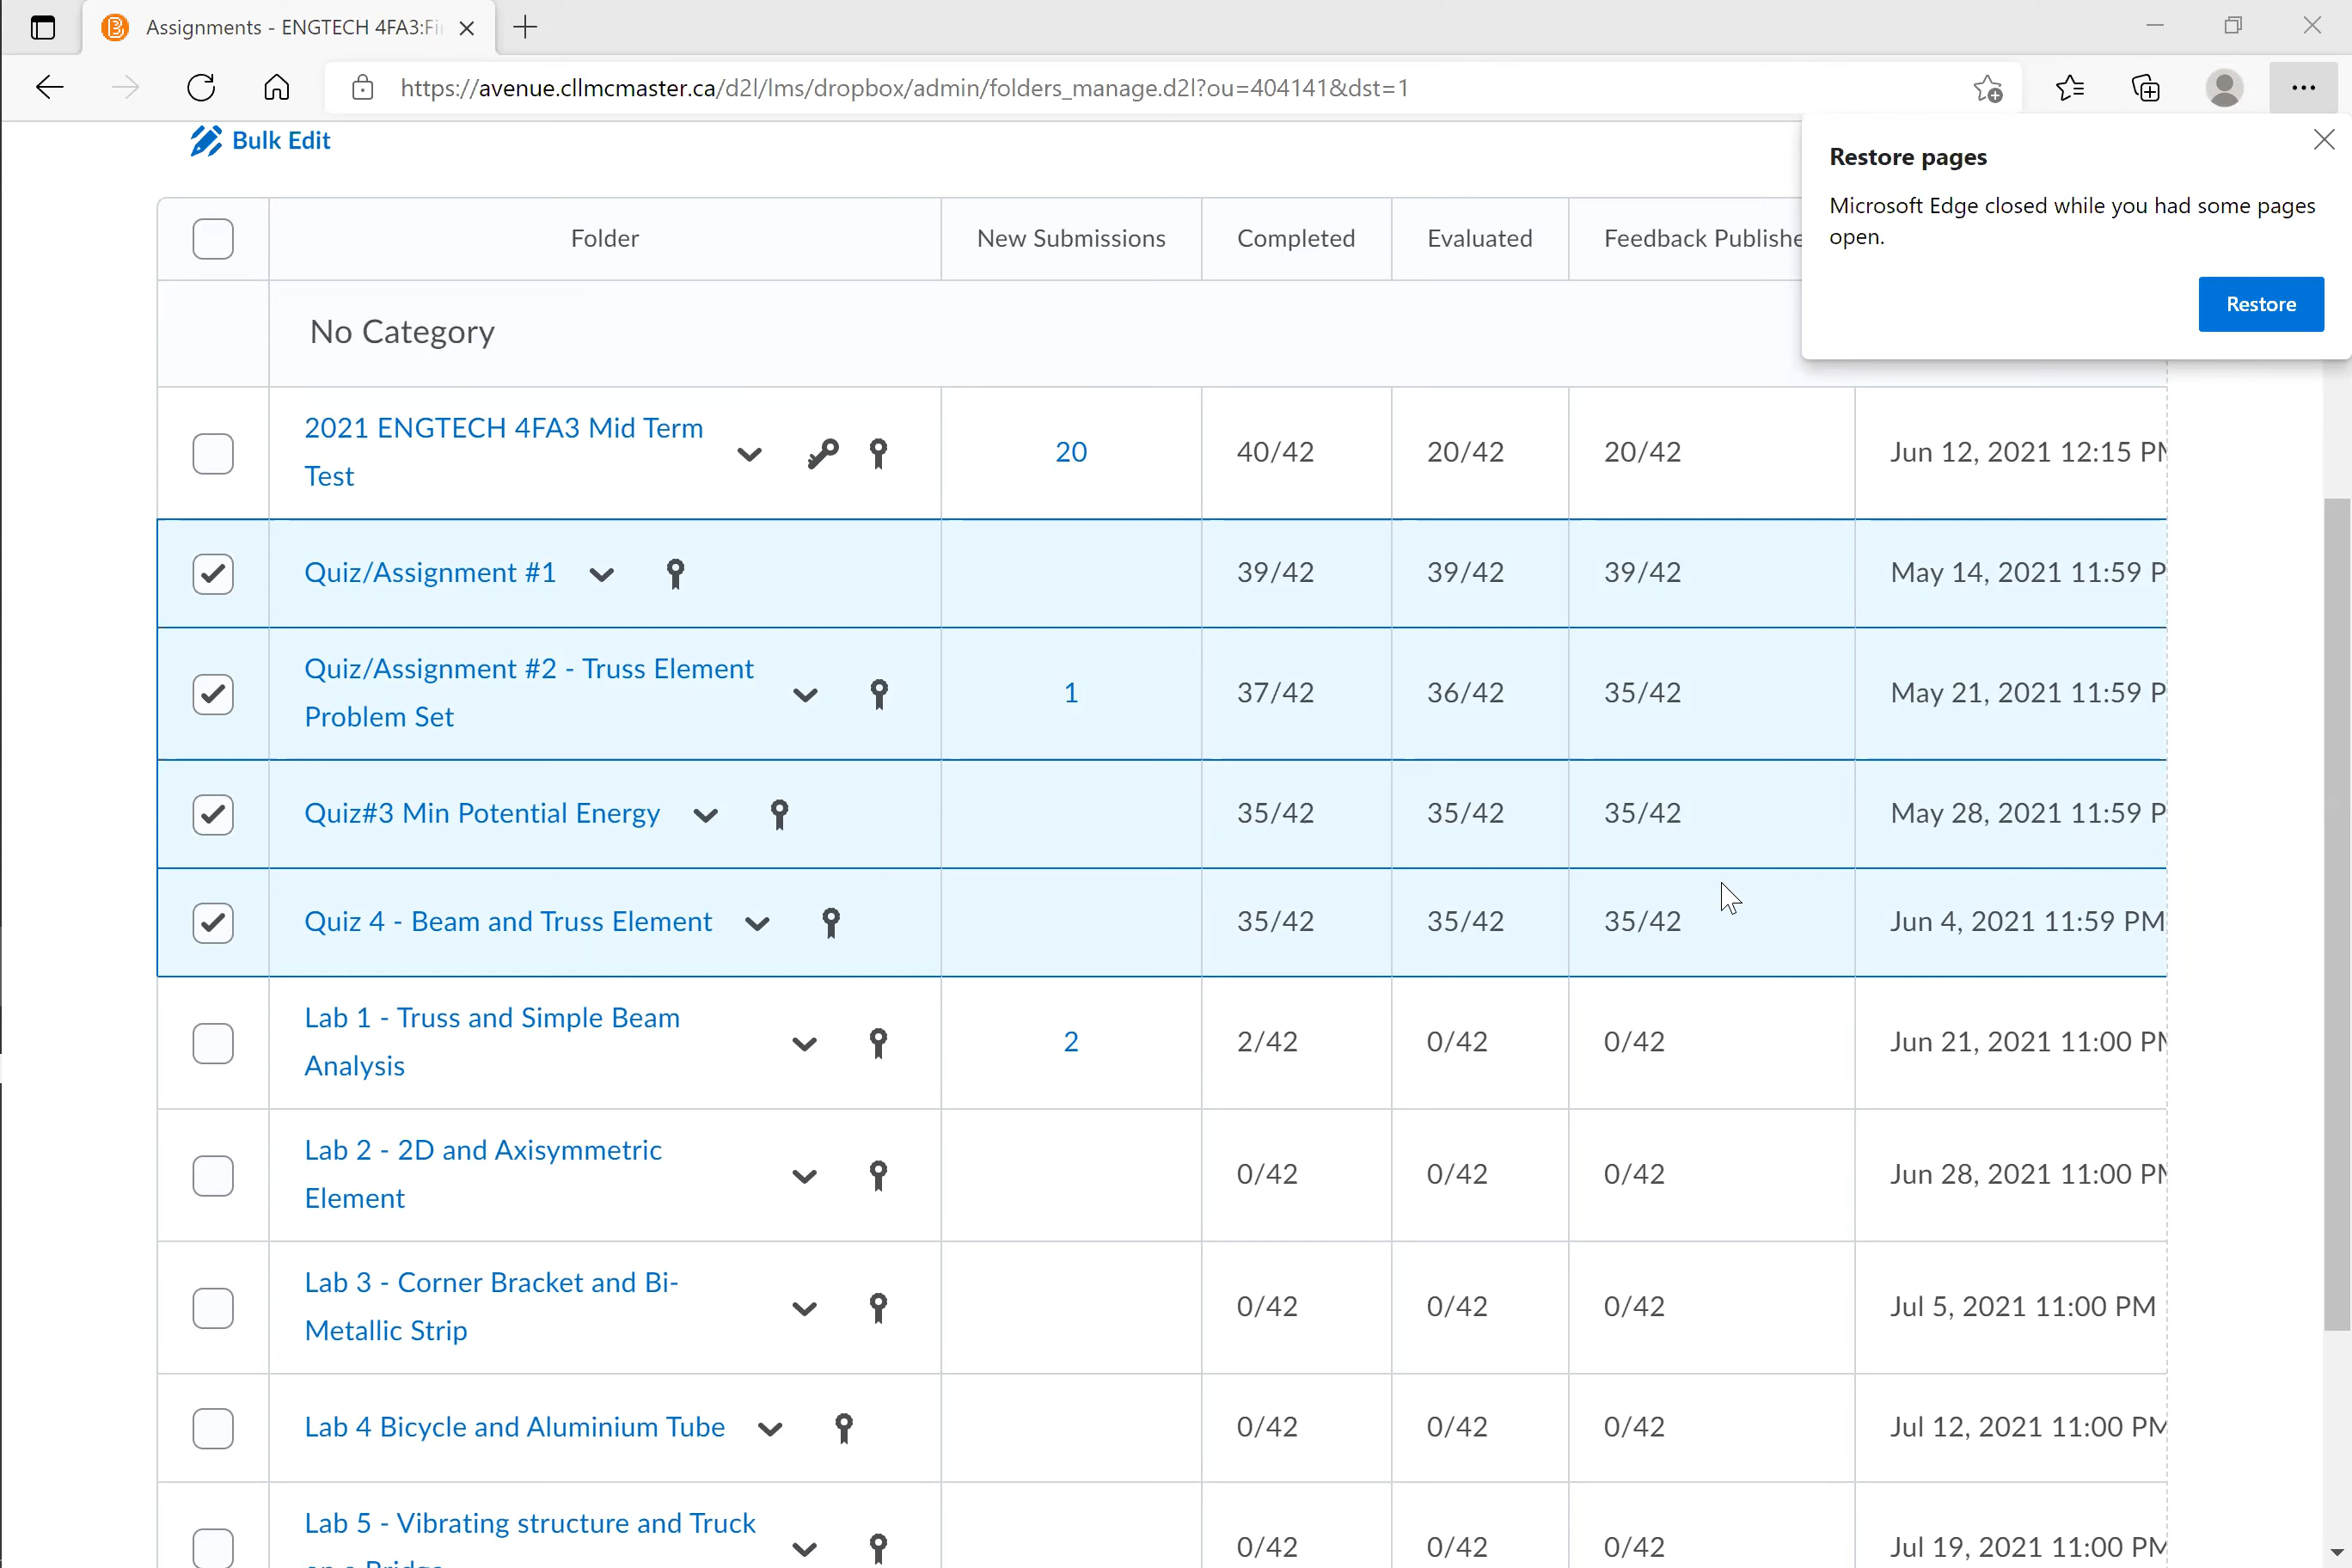 Assignments - ENGTECH 4FA3:Fi
https://avenue.cllmcmaster.ca/d2l/lms/dropbox/admin/folders_manage.d2l?ou=404141&dst=1
Bulk Edit
Restore pages
Microsoft Edge closed while you had some pages
open.
Restore
Folder New Submissions Completed Evaluated Feedback Publishe
No Category
2021 ENGTECH 4FA3 Mid Term
Test
20 40/42 20/42 20/42 Jun 12, 2021 12:15 PM
Quiz/Assignment #1 39/42 39/42 39/42 May 14, 2021 11:59 P
Quiz/Assignment #2 - Truss Element
Problem Set
1 37/42 36/42 35/42 May 21, 2021 11:59 P
Quiz#3 Min Potential Energy 35/42 35/42 35/42 May 28, 2021 11:59 P
Quiz 4 - Beam and Truss Element 35/42 35/42 35/42 Jun 4, 2021 11:59 PM
Lab 1 - Truss and Simple Beam
Analysis
2 2/42 0/42 0/42 Jun 21, 2021 11:00 PM
Lab 2 - 2D and Axisymmetric
Element
0/42 0/42 0/42 Jun 28, 2021 11:00 PM
Lab 3 - Corner Bracket and Bi-
Metallic Strip
0/42 0/42 0/42 Jul 5, 2021 11:00 PM
Lab 4 Bicycle and Aluminium Tube 0/42 0/42 0/42 Jul 12, 2021 11:00 PM
Lab 5 - Vibrating structure and Truck
0/42 0/42 0/42 Jul 19, 2021 11:00 PM